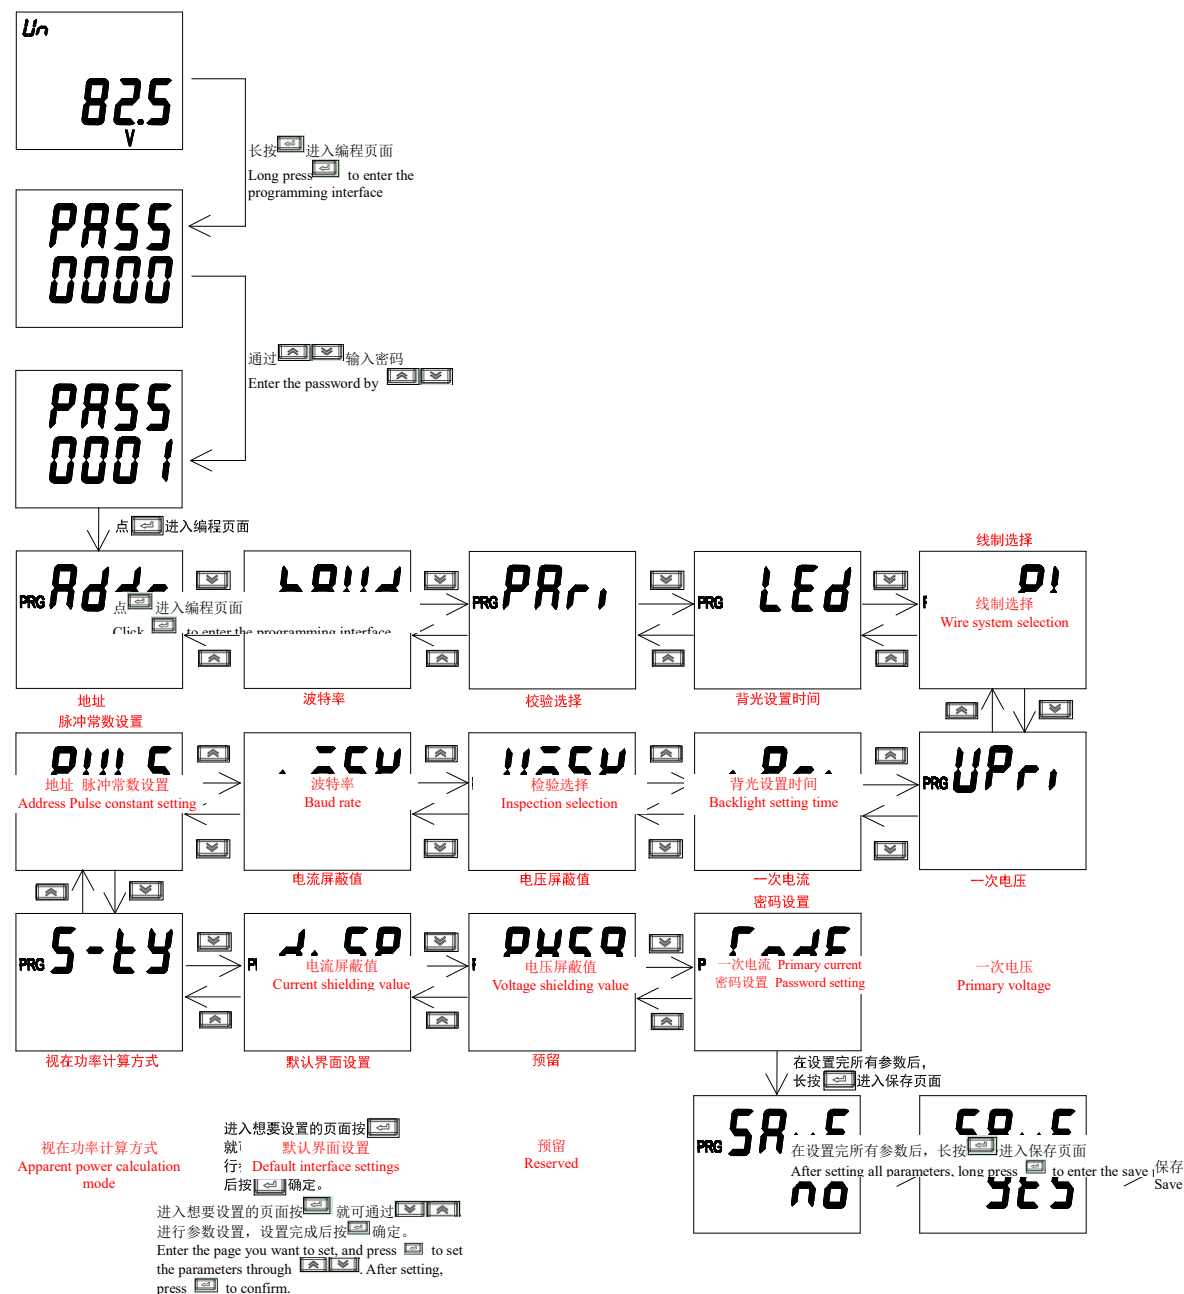 Un
82.5
V
长按进入编程页面
Long press to enter the
programming interface
PASS
0000
通过输入密码
Enter the password by
PASS
0001
点进入编程页面
线制选择
PRG Addr
PRG PAri
PRG LEd
点进入编程页面
Click to enter the programming interface
线制选择
Wire system selection
地址
波特率
校验选择
背光设置时间
脉冲常数设置
PRG UPri
地址 脉冲常数设置
Address Pulse constant setting
波特率
Baud rate
检验选择
Inspection selection
背光设置时间
Backlight setting time
电流屏蔽值
电压屏蔽值
一次电流
一次电压
密码设置
PRG S-tY
电流屏蔽值
Current shielding value
电压屏蔽值
Voltage shielding value
一次电流 Primary current
密码设置 Password setting
一次电压
Primary voltage
视在功率计算方式
默认界面设置
预留
在设置完所有参数后，
长按进入保存页面
进入想要设置的页面按
视在功率计算方式
Apparent power calculation
mode
默认界面设置
Default interface settings
后按确定。
预留
Reserved
PRG SAvE
no
yES
在设置完所有参数后，长按进入保存页面
After setting all parameters, long press to enter the save
保存
Save
进入想要设置的页面按 就可通过
进行参数设置，设置完成后按确定。
Enter the page you want to set, and press to set
the parameters through . After setting,
press to confirm.